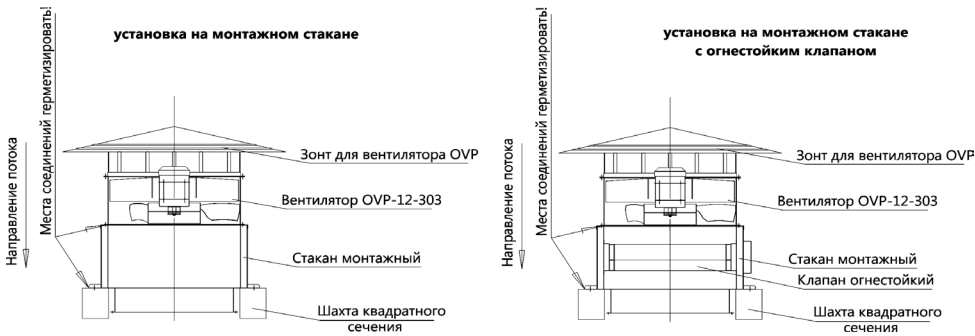 установка на монтажном стакане
Места соединений герметизировать!
Направление потока
Зонт для вентилятора OVP
Вентилятор OVP-12-303
Стакан монтажный
Шахта квадратного
сечения
установка на монтажном стакане
с огнестойким клапаном
Места соединений герметизировать!
Направление потока
Зонт для вентилятора OVP
Вентилятор OVP-12-303
Стакан монтажный
Клапан огнестойкий
Шахта квадратного
сечения